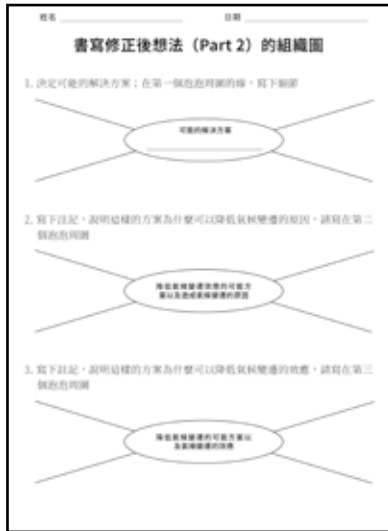 姓名 日期
書寫修正後想法（Part 2）的組織圖
1. 決定可能的解決方案；在第一個泡泡周圍的線，寫下細節
可能的解決方案
2. 寫下註記，說明這樣的方案為什麼可以降低氣候變遷的原因，請寫在第二
個泡泡周圍
降低氣候變遷效應的可能方
案以及造成氣候變遷的原因
3. 寫下註記，說明這樣的方案為什麼可以降低氣候變遷的效應，請寫在第三
個泡泡周圍
降低氣候變遷的可能方案以
及氣候變遷的效應